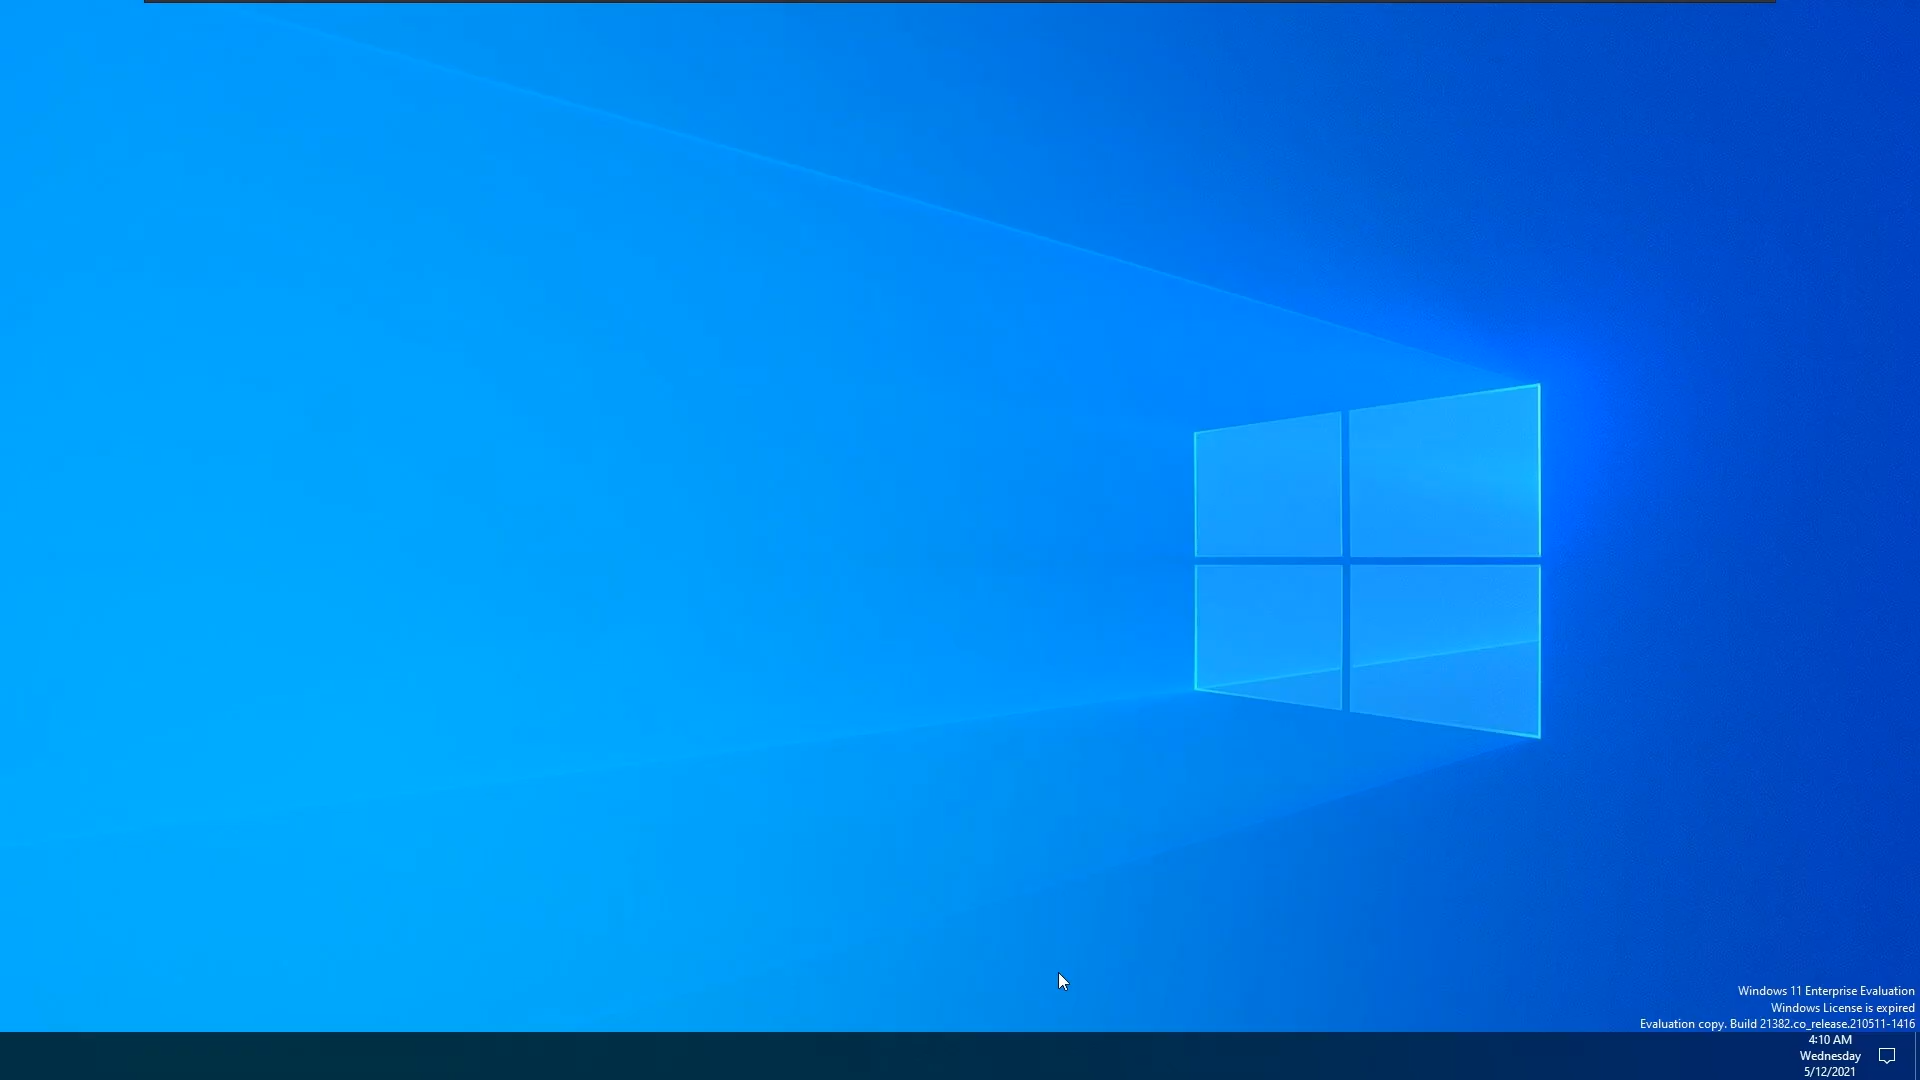 Windows 11 Enterprise Evaluation
Windows License is expired
Evaluation copy. Build 21382.co_release.210511-1416
4:10 AM
Wednesday
5/12/2021